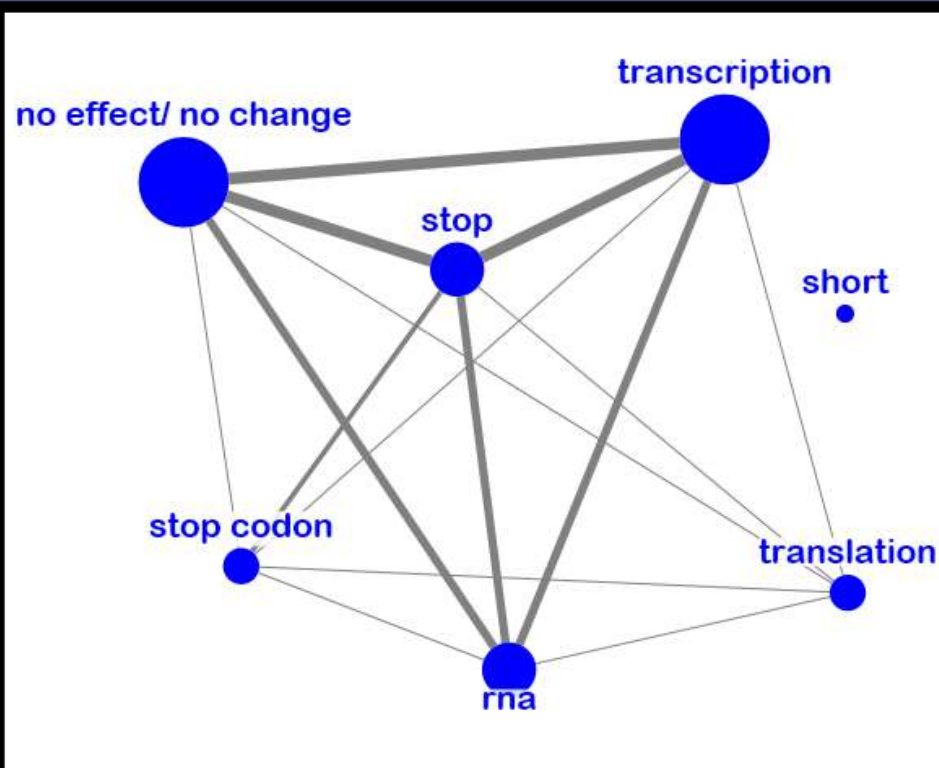 transcription
no effect/ no change
stop
short
stop codon
translation
rna